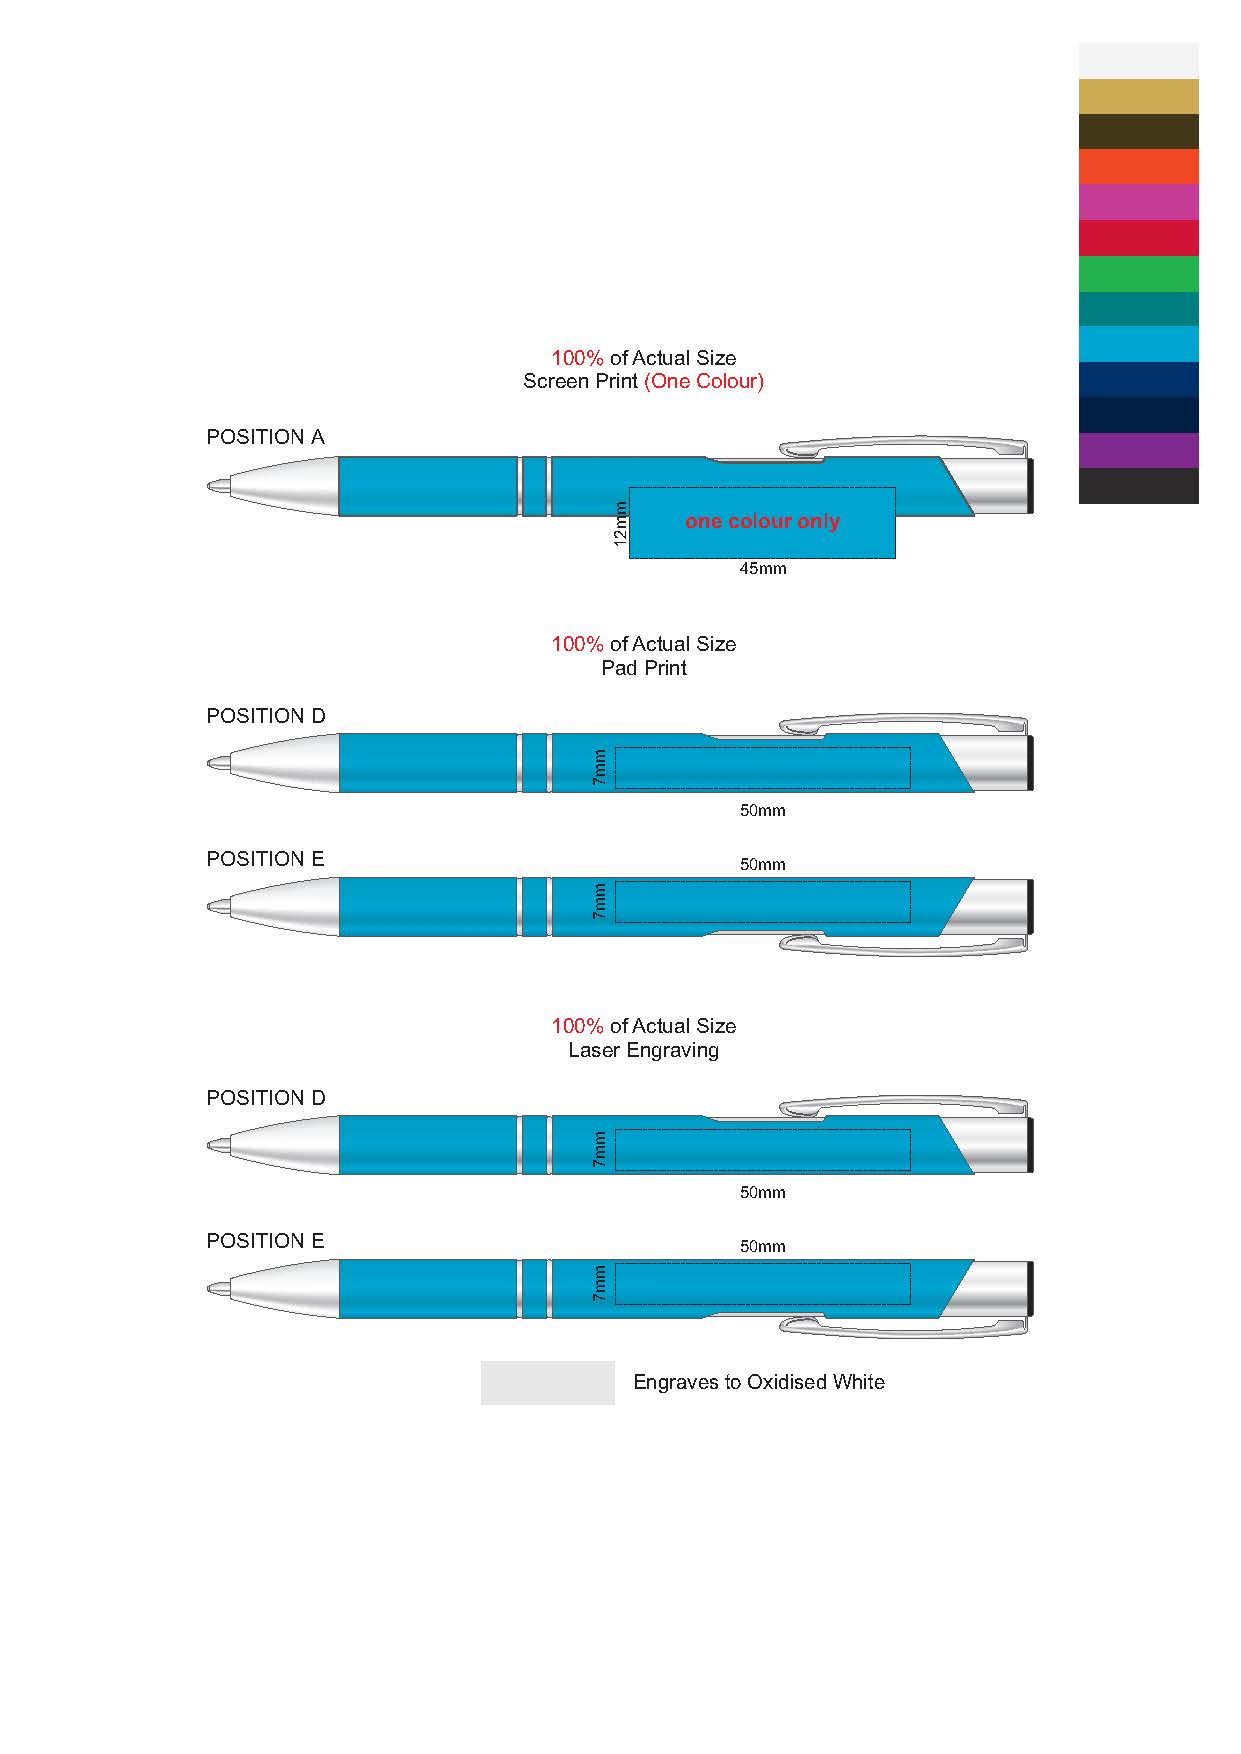 100% of Actual Size
Screen Print (One Colour)
POSITION A
12mm
one colour only
45mm
100% of Actual Size
Pad Print
POSITION D
7mm
50mm
POSITION E
50mm
7mm
100% of Actual Size
Laser Engraving
POSITION D
7mm
50mm
POSITION E
50mm
7mm
Engraves to Oxidised White